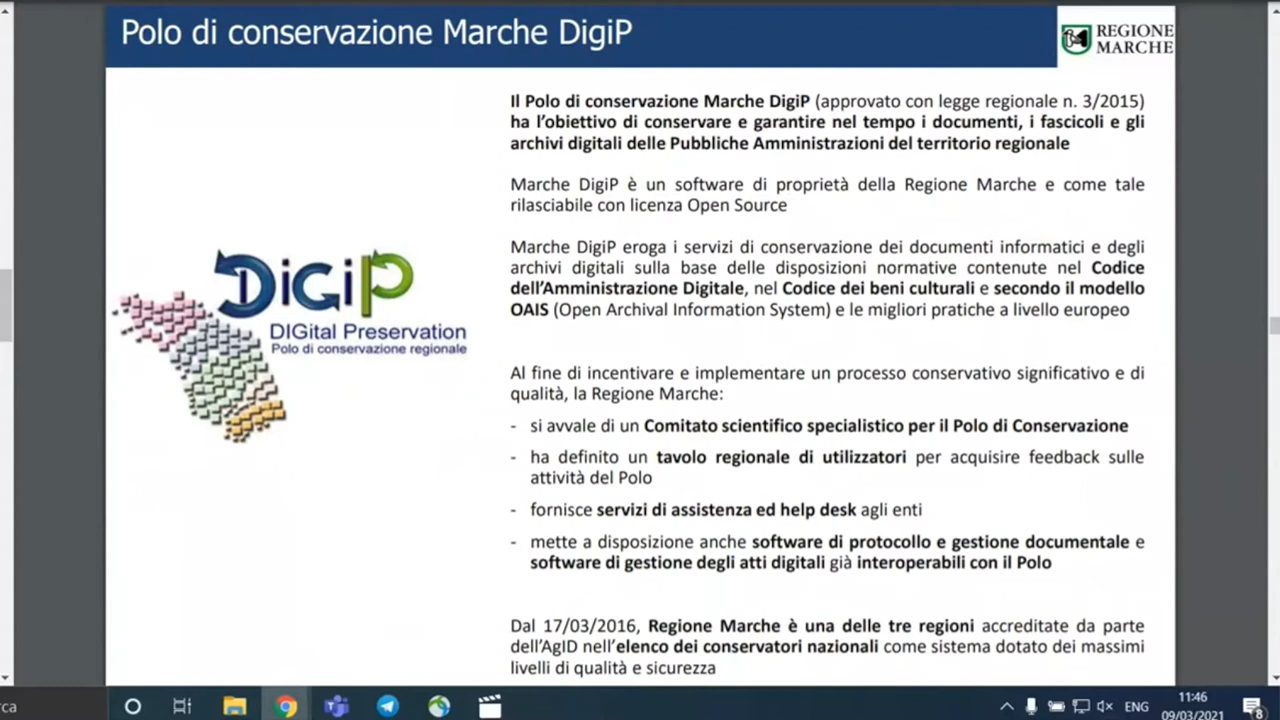 Polo di conservazione Marche DigiP
REGIONE
MARCHE
Il Polo di conservazione Marche DigiP (approvato con legge regionale n. 3/2015)
ha l'obiettivo di conservare e garantire nel tempo i documenti, i fascicoli e gli
archivi digitali delle Pubbliche Amministrazioni del territorio regionale
Marche DigiP è un software di proprietà della Regione Marche e come tale
rilasciabile con licenza Open Source
Marche DigiP eroga i servizi di conservazione dei documenti informatici e degli
archivi digitali sulla base delle disposizioni normative contenute nel Codice
dell'Amministrazione Digitale, nel Codice dei beni culturali e secondo il modello
OAIS (Open Archival Information System) e le migliori pratiche a livello europeo
DigiP
DIGital Preservation
Polo di conservazione regionale
Al fine di incentivare e implementare un processo conservativo significativo e di
qualità, la Regione Marche:
- si avvale di un Comitato scientifico specialistico per il Polo di Conservazione
- ha definito un tavolo regionale di utilizzatori per acquisire feedback sulle
attività del Polo
- fornisce servizi di assistenza ed help desk agli enti
- mette a disposizione anche software di protocollo e gestione documentale e
software di gestione degli atti digitali già interoperabili con il Polo
Dal 17/03/2016, Regione Marche è una delle tre regioni accreditate da parte
dell'AgID nell'elenco dei conservatori nazionali come sistema dotato dei massimi
livelli di qualità e sicurezza
rca
ENG
11:46
09/03/2021
8